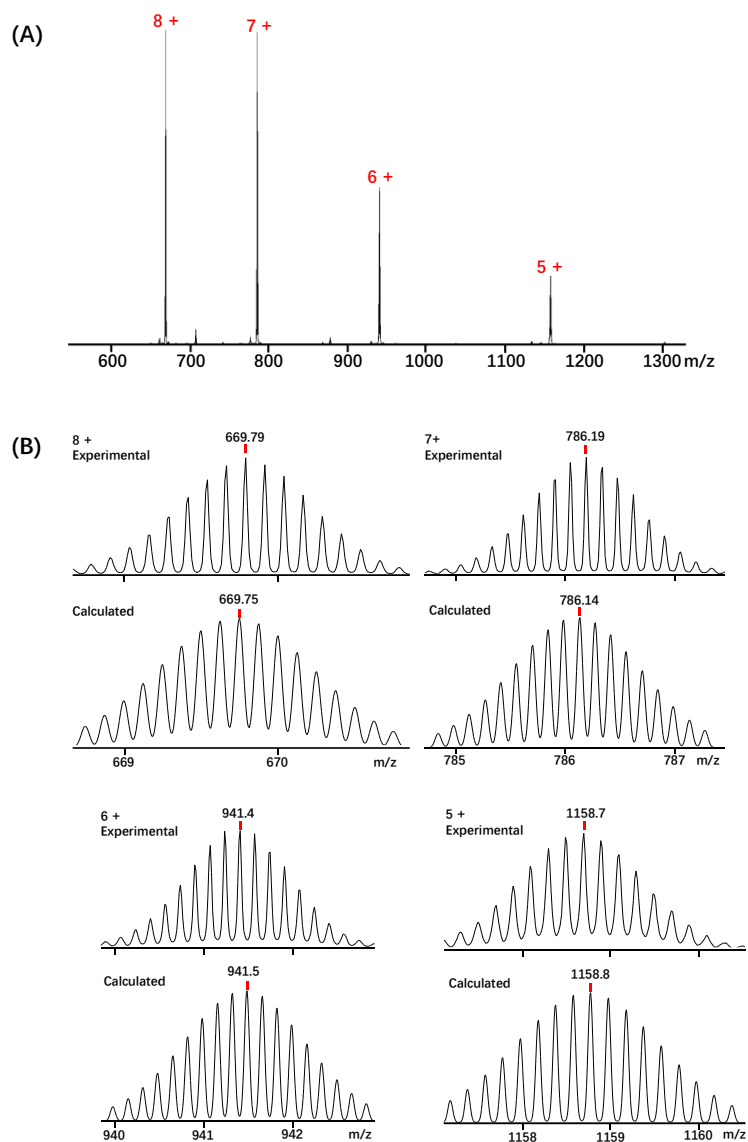 (A)
8 +
7 +
6 +
5 +
600 700 800 900 1000 1100 1200 1300 m/z
(B)
8 +
Experimental
669.79
7+
Experimental
786.19
Calculated
669.75
Calculated
786.14
669 670 m/z
785 786 787 m/z
6 +
Experimental
941.4
5 +
Experimental
1158.7
Calculated
941.5
Calculated
1158.8
940 941 942 m/z
1158 1159 1160 m/z